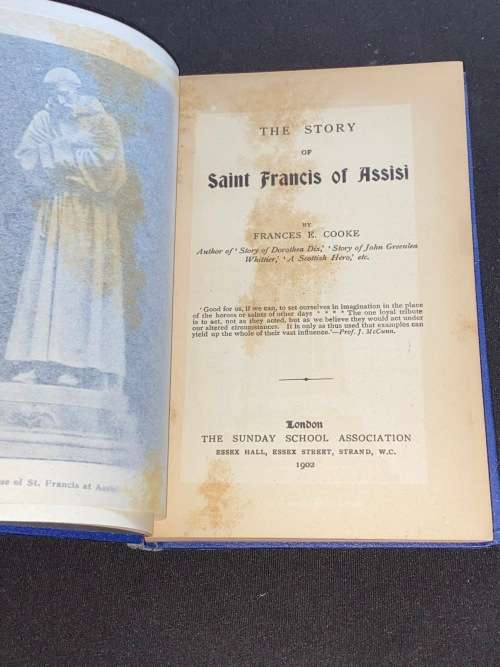 ue of St. Francis at Assisi
THE STORY
OF
Saint Francis of Assisi
BY
FRANCES E. COOKE
Author of 'Story of Dorothea Dix,' 'Story of John Greenlea
Whittier,' 'A Scottish Hero,' etc.
'Good for us, if we can, to set ourselves in imagination in the place
of the heroes or saints of other days * * * * The one loyal tribute
is to act, not as they acted, but as we believe they would act under
our altered circumstances. It is only as thus used that examples can
yield up the whole of their vast influence.'—Prof. J. McCunn.
London
THE SUNDAY SCHOOL ASSOCIATION
ESSEX HALL, ESSEX STREET, STRAND, W.C.
1902